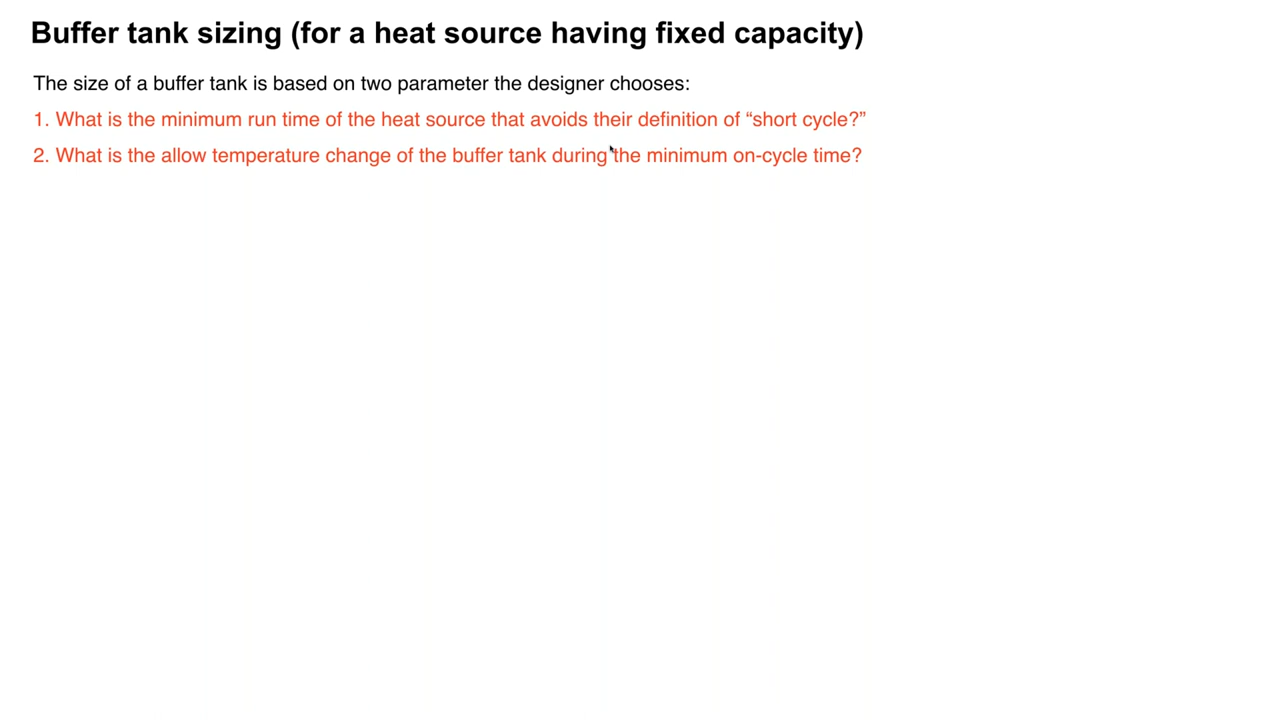 Buffer tank sizing (for a heat source having fixed capacity)
The size of a buffer tank is based on two parameter the designer chooses:
1. What is the minimum run time of the heat source that avoids their definition of “short cycle?”
2. What is the allow temperature change of the buffer tank during the minimum on-cycle time?